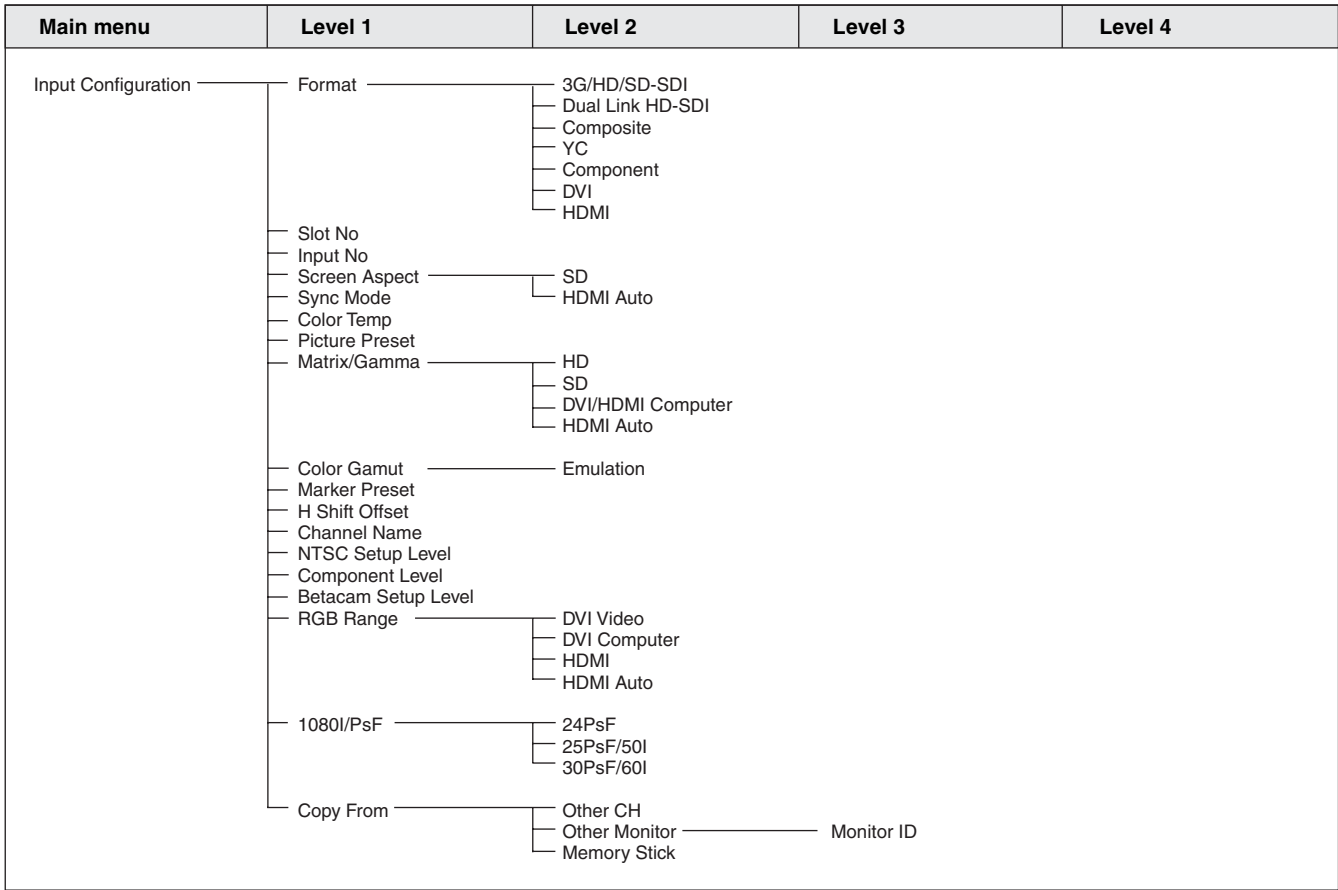 Main menu Level 1 Level 2 Level 3 Level 4
Input Configuration Format 3G/HD/SD-SDI
Dual Link HD-SDI
Composite
YC
Component
DVI
HDMI
Slot No
Input No
Screen Aspect SD
Sync Mode HDMI Auto
Color Temp
Picture Preset
Matrix/Gamma HD
SD
DVI/HDMI Computer
HDMI Auto
Color Gamut Emulation
Marker Preset
H Shift Offset
Channel Name
NTSC Setup Level
Component Level
Betacam Setup Level
RGB Range DVI Video
DVI Computer
HDMI
HDMI Auto
1080I/PsF 24PsF
25PsF/50I
30PsF/60I
Copy From Other CH
Other Monitor Monitor ID
Memory Stick